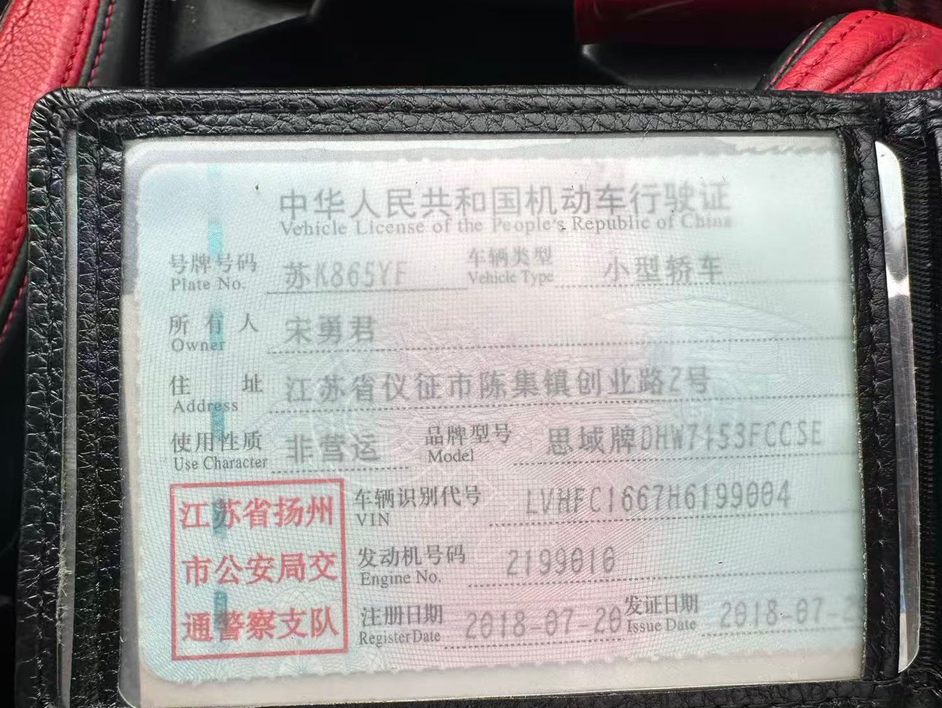 中华人民共和国机动车行驶证
Vehicle License of the People's Republic of China
号牌号码 苏K865YF 车辆类型 小型轿车
Plate No. Vehicle Type
所有人 宋勇君
Owner
住址 江苏省仪征市陈集镇创业路2号
Address
使用性质 非营运 品牌型号 思域牌DHW7153FCCSE
Use Character Model
江苏省扬州
市公安局交
通警察支队
车辆识别代号 LVHFC1667H6199004
VIN
发动机号码 2199016
Engine No.
注册日期 2018-07-20 发证日期 2018-07-2
Register Date Issue Date